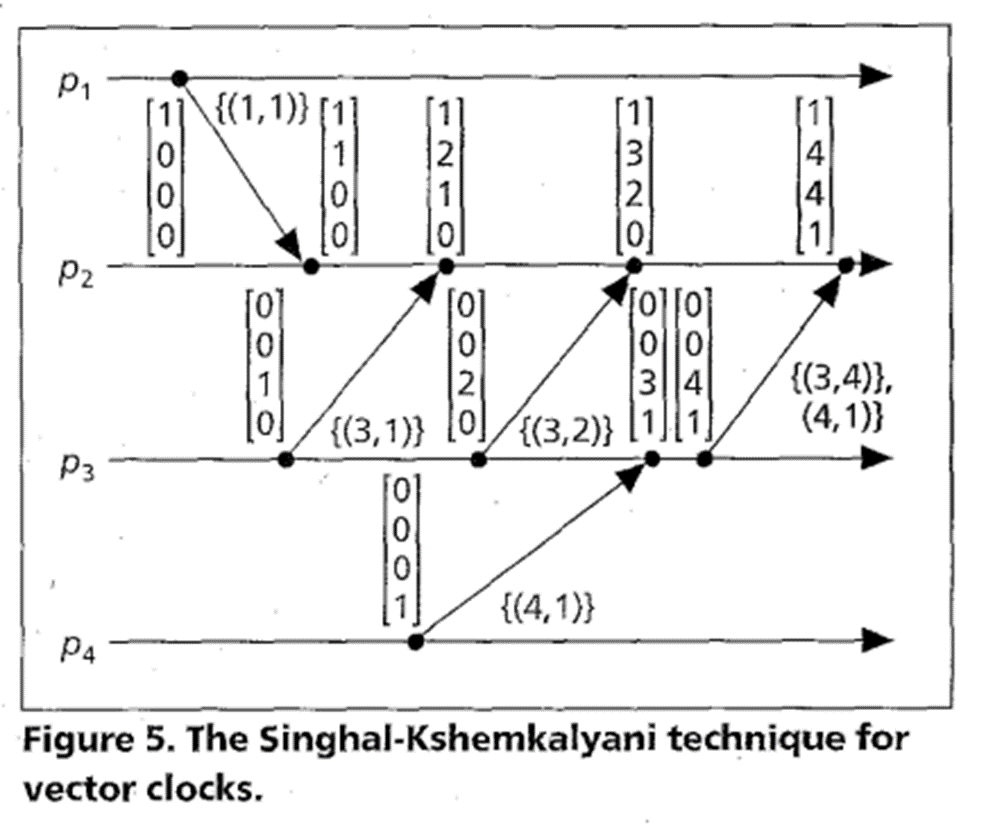 p1
{(1,1)}
[1 0 0 0]
[1 1 0 0]
[1 2 1 0]
[1 3 2 0]
[1 4 4 1]
p2
[0 0 1 0]
[0 0 2 0]
[0 0 3 1]
[0 0 4 1]
{(3,4)},
(4,1)}
{(3,1)}
{(3,2)}
p3
[0 0 0 1]
{(4,1)}
p4
Figure 5. The Singhal-Kshemkalyani technique for
vector clocks.